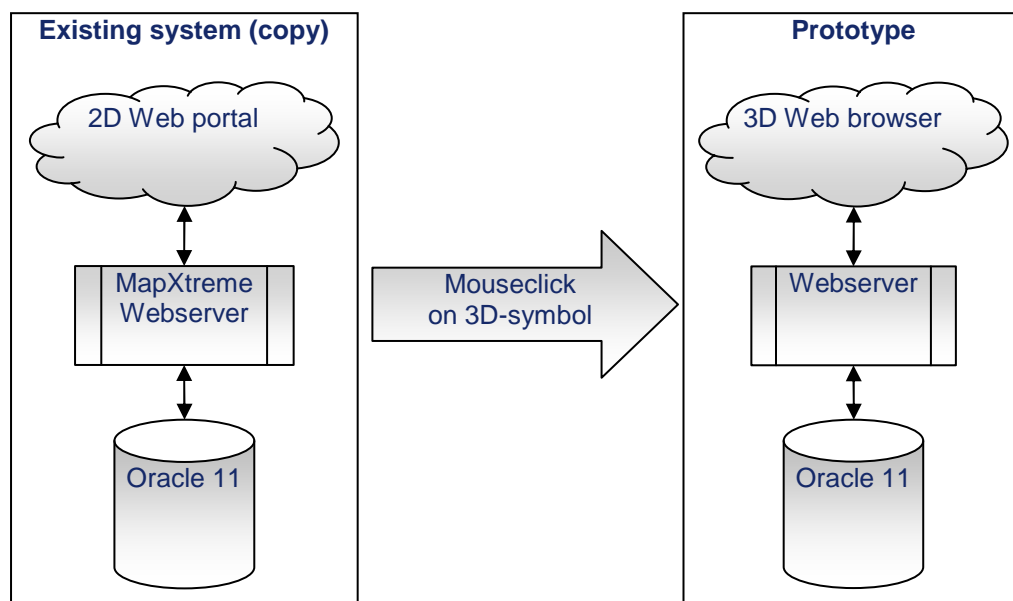 Existing system (copy)
2D Web portal
MapXtreme
Webserver
Oracle 11
Mouseclick
on 3D-symbol
Prototype
3D Web browser
Webserver
Oracle 11